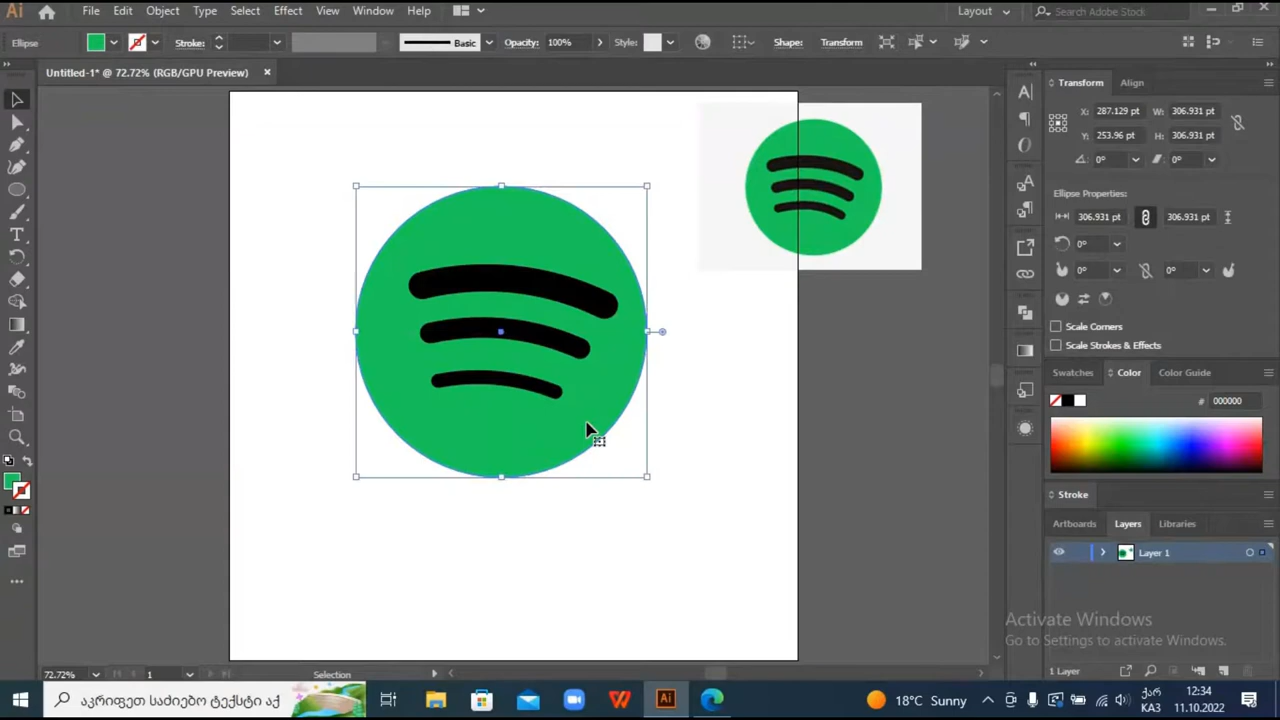 Ai File Edit Object Type Select Effect View Window Help Layout Search Adobe Stock
Ellipse Stroke: Basic Opacity: 100% Style: Shape: Transform
Untitled-1* @ 72.72% (RGB/GPU Preview) ×
Transform Align
X: 287.129 pt W: 306.931 pt
Y: 253.96 pt H: 306.931 pt
0° 0°
Ellipse Properties:
306.931 pt 306.931 pt
0°
0° 0°
Scale Corners
Scale Strokes & Effects
Swatches Color Color Guide
# 000000
Stroke
Artboards Layers Libraries
Layer 1
Activate Windows
Go to Settings to activate Windows.
1 Layer
72.72% 1 Selection
აკრიფეთ საძიებო ტექსტი აქ Ai 18°C Sunny ქარ 12:34
КАЗ 11.10.2022